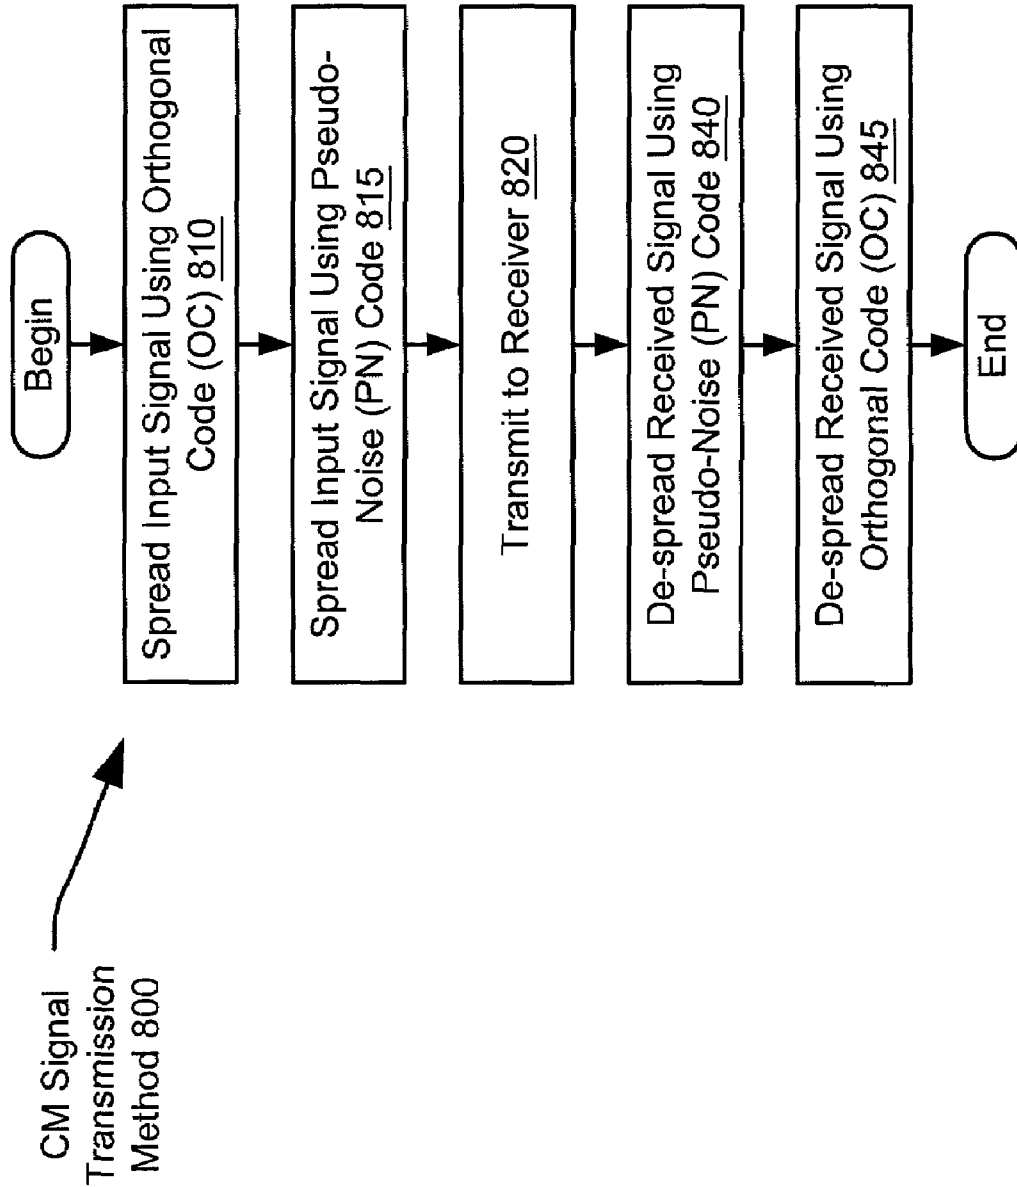 CM Signal
Transmission
Method 800
Begin
Spread Input Signal Using Orthogonal
Code (OC) 810
Spread Input Signal Using Pseudo-
Noise (PN) Code 815
Transmit to Receiver 820
De-spread Received Signal Using
Pseudo-Noise (PN) Code 840
De-spread Received Signal Using
Orthogonal Code (OC) 845
End